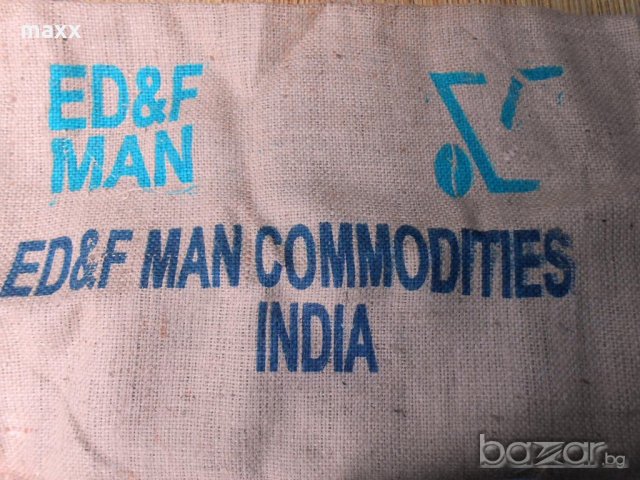 maxx
ED&F
MAN
ED&F MAN COMMODITIES
INDIA
bazar.bg